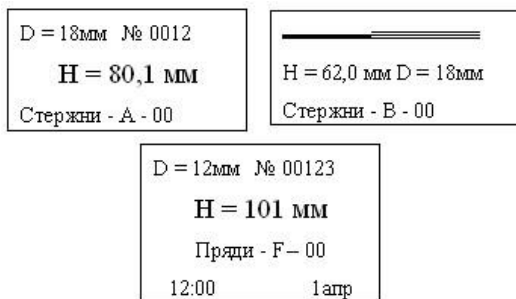 D = 18мм № 0012
H = 80,1 мм
Стержни - A - 00
H = 62,0 мм D = 18мм
Стержни - B - 00
D = 12мм № 00123
H = 101 мм
Пряди - F – 00
12:00 1апр